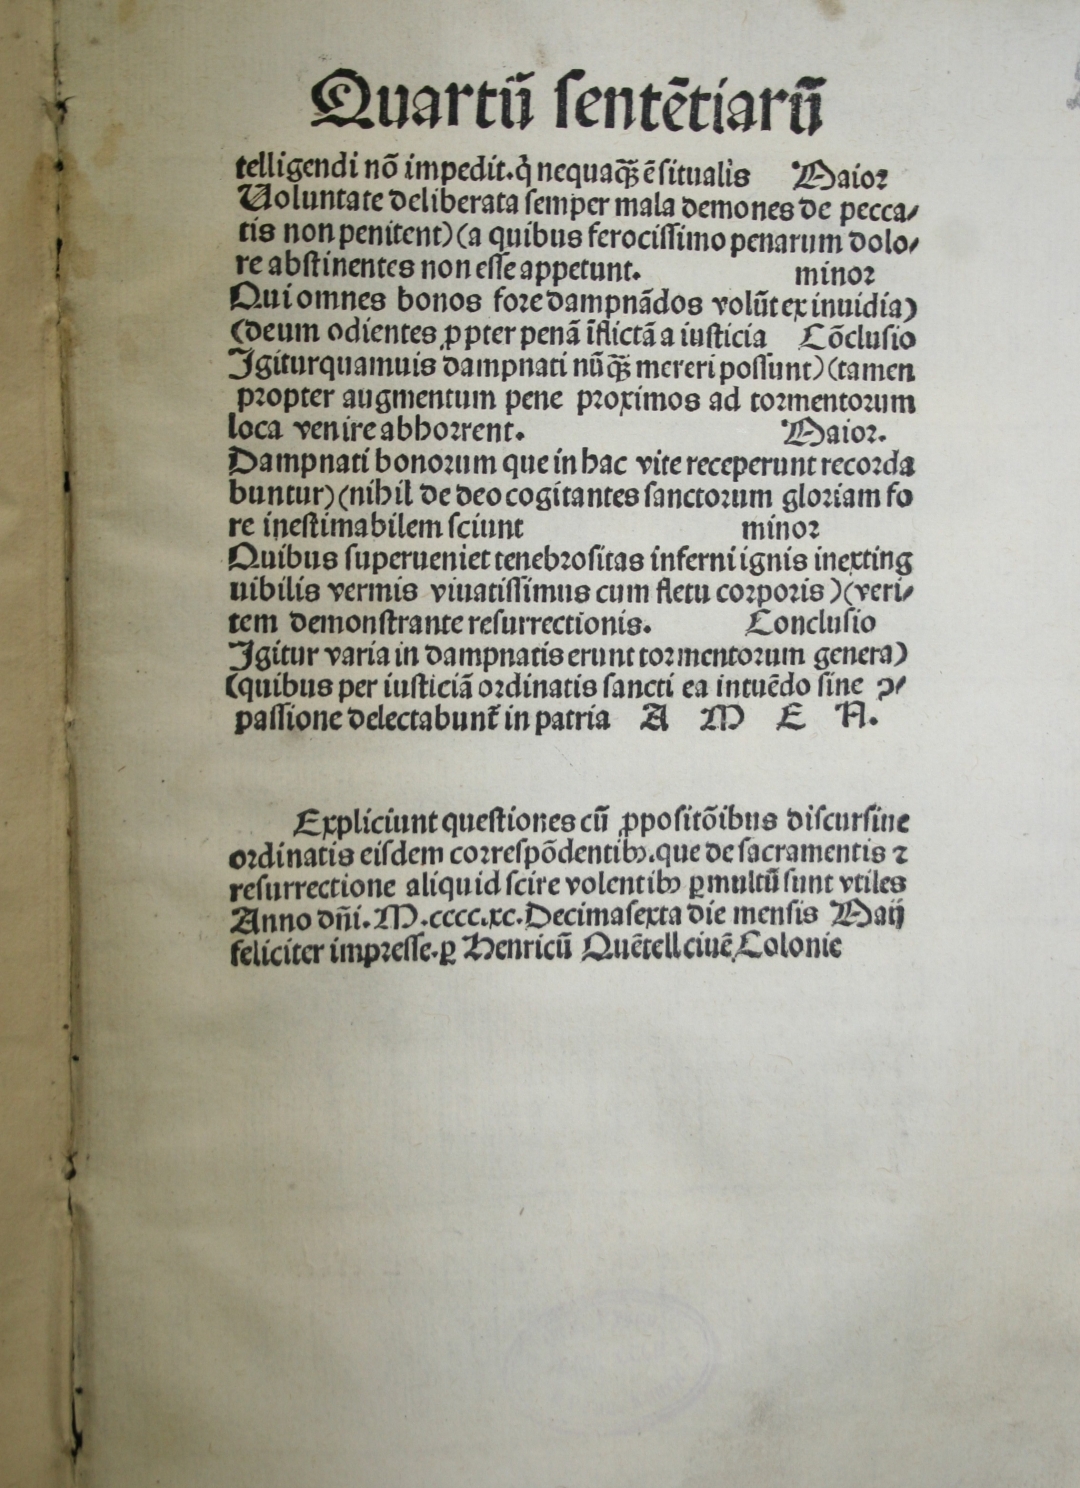 Quartū sentētiarū
telligendi nō impedit.q̄ nequaq̄ꝫ ē situalis Maior
Voluntate deliberata semper mala demones de pecca/
tis non penitent)(a quibus ferocissimo penarum dolo/
re abstinentes non esse appetunt. minor
Qui omnes bonos fore dampnādos volūt ex inuidia)
(deum odientes ꝓpter penā īflictā a iusticia Cōclusio
Igitur quamuis dampnati nūq̄ꝫ mereri possunt)(tamen
propter augmentum pene proximos ad tormentorum
loca venire abhorrent. Maior.
Dampnati bonorum que in hac vite receperunt recorda
buntur)(nihil de deo cogitantes sanctorum gloriam fo
re inestimabilem sciunt minor
Quibus superueniet tenebrositas inferni ignis inexting
uibilis vermis viuatissimus cum fletu corporis)(veri/
tem demonstrante resurrectionis. Conclusio
Igitur varia in dampnatis erunt tormentorum genera)
(quibus per iusticiā ordinatis sancti ea intuēdo sine ꝯ/
passione delectabunt᷑ in patria A M E N.
Expliciunt questiones cū ꝓpositōibus discursiue
ordinatis eisdem correspōdentibꝫ.que de sacramentis ⁊
resurrectione aliquid scire volentibꝫ ꝑmultū sunt vtiles
Anno dn̄i.M.cccc.xc.Decimasexta die mensis Maij
feliciter impresse.ꝑ Henricū Quētell ciuē Colonie